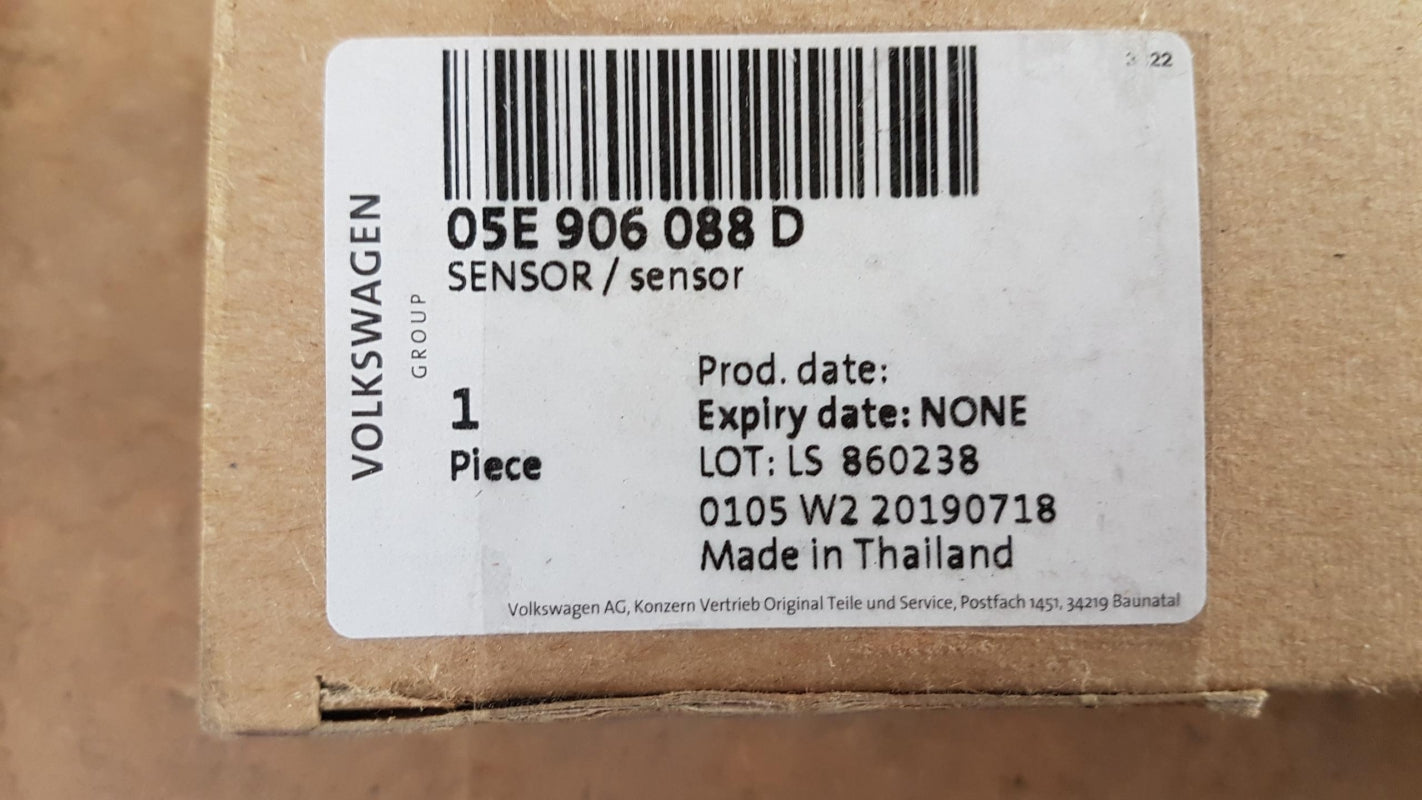 22
VOLKSWAGEN
GROUP
05E 906 088 D
SENSOR / sensor
1
Piece
Prod. date:
Expiry date: NONE
LOT: LS 860238
0105 W2 20190718
Made in Thailand
Volkswagen AG, Konzern Vertrieb Original Teile und Service, Postfach 1451, 34219 Baunatal